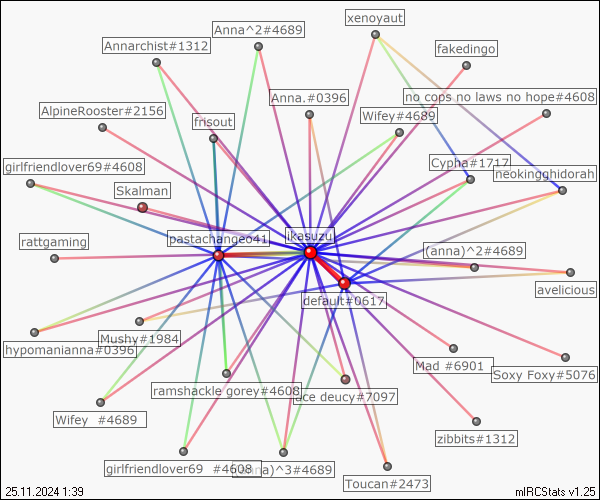 xenoyaut
Anna^2#4689
Annarchist#1312
fakedingo
Anna.#0396
no cops no laws no hope#4608
AlpineRooster#2156
frisout
Wifey#4689
girlfriendlover69#4608
Cypha#1717
neokingghidorah
Skalman
rattgaming
pastachangeo41
ikasuzu
(anna)^2#4689
avelicious
default#0617
hypomanianna#0396
Mushy#1984
Mad #6901
Soxy Foxy#5076
ramshackle gorey#4608
ace deucy#7097
Wifey  #4689
zibbits#1312
girlfriendlover69  #4608
)^3#4689
Toucan#2473
25.11.2024 1:39
mIRCStats v1.25